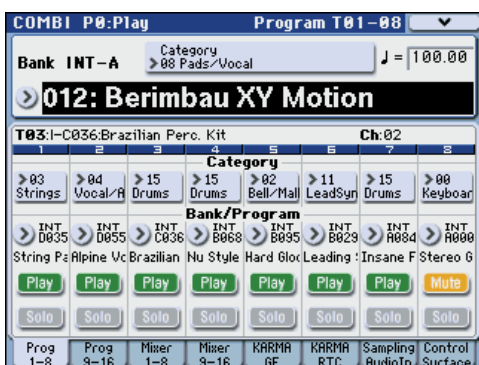 COMBI P0:Play Program T01-08
Bank INT-A
Category
08 Pads/Vocal
♩= 100.00
012: Berimbau XY Motion
T03:I-C036:Brazilian Perc. Kit Ch:02
1 2 3 4 5 6 7 8
Category
03 Strings
04 Vocal/A
15 Drums
15 Drums
02 Bell/Mall
11 LeadSyn
15 Drums
00 Keyboar
Bank/Program
INT D035
INT D055
INT C036
INT B068
INT B095
INT B029
INT A084
INT A000
String Pa Alpine Vo Brazilian Nu Style Hard Gloc Leading Insane F Stereo G
Play Play Play Play Play Play Play Mute
Solo Solo Solo Solo Solo Solo Solo Solo
Prog 1-8
Prog 9-16
Mixer 1-8
Mixer 9-16
KARMA GE
KARMA RTC
Sampling AudioIn
Control Surface